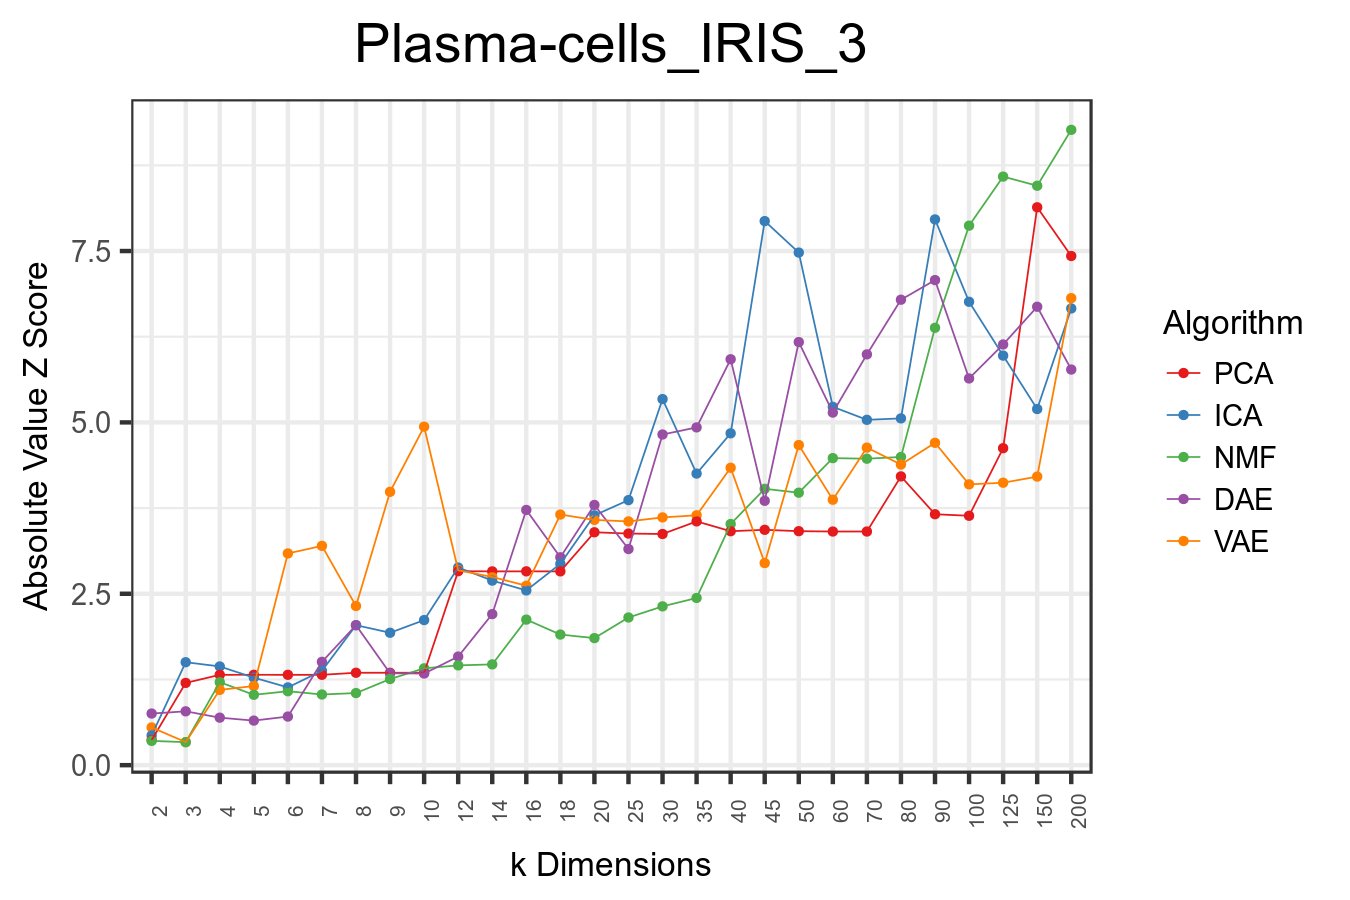 Plasma-cells_IRIS_3
Absolute Value Z Score
7.5
5.0
2.5
0.0
2 3 4 5 6 7 8 9 10 12 14 16 18 20 25 30 35 40 45 50 60 70 80 90 100 125 150 200
k Dimensions
Algorithm
PCA
ICA
NMF
DAE
VAE